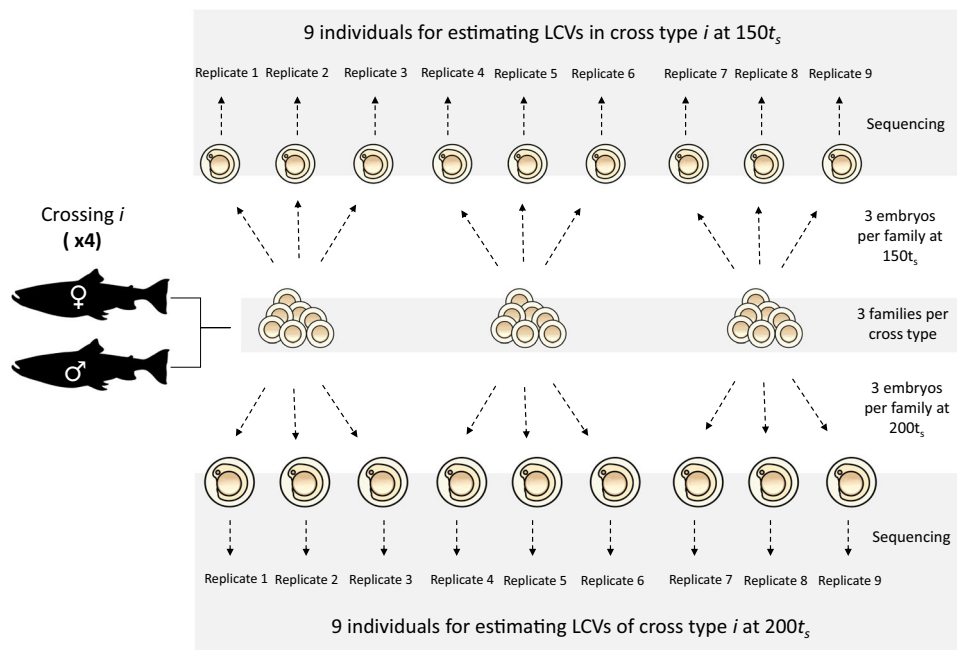 9 individuals for estimating LCVs in cross type i at 150ts
Replicate 1 Replicate 2 Replicate 3 Replicate 4 Replicate 5 Replicate 6 Replicate 7 Replicate 8 Replicate 9
Sequencing
Crossing i
( x4)
3 embryos
per family at
150ts
♀
3 families per
cross type
♂
3 embryos
per family at
200ts
Sequencing
Replicate 1 Replicate 2 Replicate 3 Replicate 4 Replicate 5 Replicate 6 Replicate 7 Replicate 8 Replicate 9
9 individuals for estimating LCVs of cross type i at 200ts